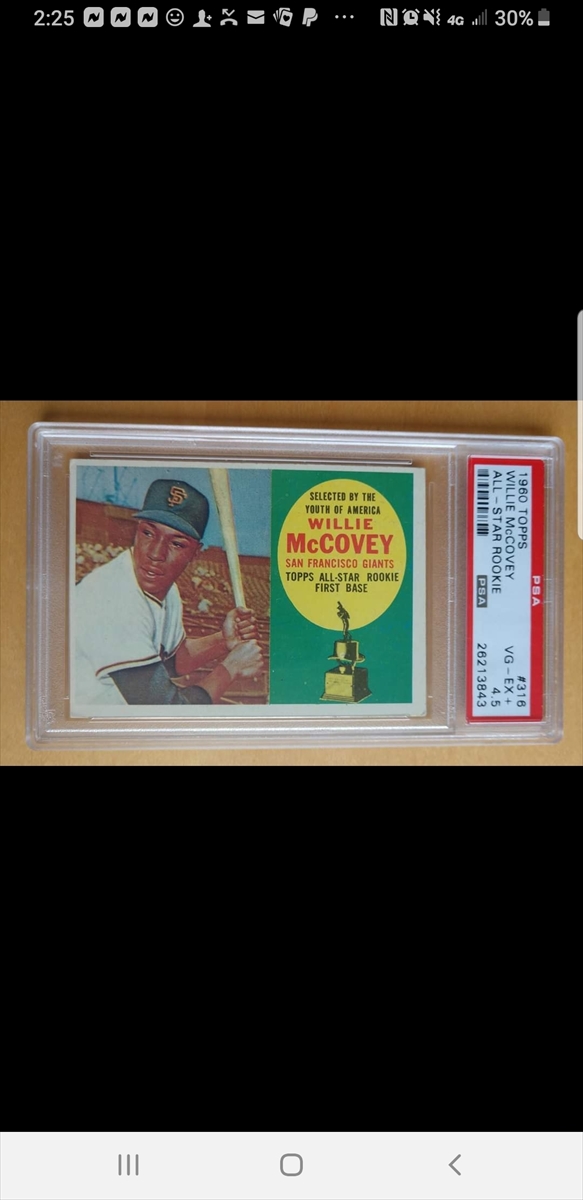 2:25
4G
30%
SF
SELECTED BY THE
YOUTH OF AMERICA
WILLIE
McCOVEY
SAN FRANCISCO GIANTS
TOPPS ALL-STAR ROOKIE
FIRST BASE
PSA
1960 TOPPS #316
WILLIE McCOVEY VG-EX+
ALL-STAR ROOKIE 4.5
PSA 26213843